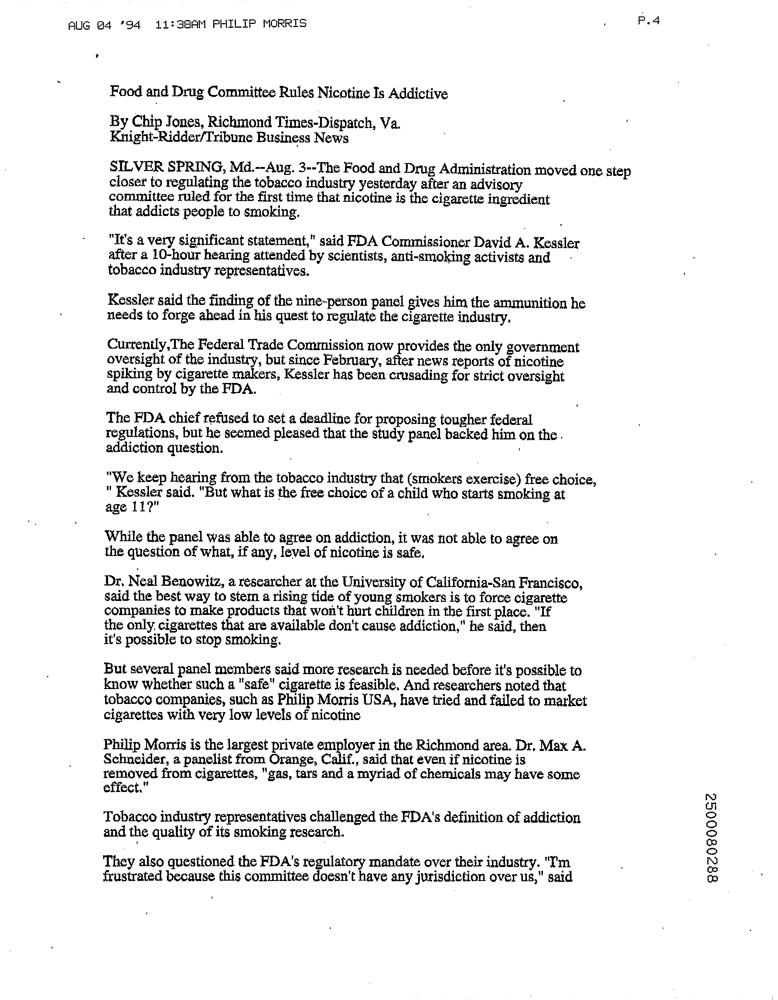 AUG 04 '94 11:38AM PHILIP MORRIS P.4
Food and Drug Committee Rules Nicotine Is Addictive
By Chip Jones, Richmond Times-Dispatch, Va.
Knight-Ridder/Tribune Business News
SILVER SPRING, Md.--Aug. 3--The Food and Drug Administration moved one step
closer to regulating the tobacco industry yesterday after an advisory
committee ruled for the first time that nicotine is the cigarette ingredient
that addicts people to smoking.
"It's a very significant statement," said FDA Commissioner David A. Kessler
after a 10-hour hearing attended by scientists, anti-smoking activists and
tobacco industry representatives.
Kessler said the finding of the nine-person panel gives him the ammunition he
needs to forge ahead in his quest to regulate the cigarette industry.
Currently,The Federal Trade Commission now provides the only government
oversight of the industry, but since February, after news reports of nicotine
spiking by cigarette makers, Kessler has been crusading for strict oversight
and control by the FDA.
The FDA chief refused to set a deadline for proposing tougher federal
regulations, but he seemed pleased that the study panel backed him on the
addiction question.
"We keep hearing from the tobacco industry that (smokers exercise) free choice,
" Kessler said. "But what is the free choice of a child who starts smoking at
age 11?"
While the panel was able to agree on addiction, it was not able to agree on
the question of what, if any, level of nicotine is safe.
Dr. Neal Benowitz, a researcher at the University of California-San Francisco,
said the best way to stem a rising tide of young smokers is to force cigarette
companies to make products that won't hurt children in the first place. "If
the only cigarettes that are available don't cause addiction," he said, then
it's possible to stop smoking.
But several panel members said more research is needed before it's possible to
know whether such a "safe" cigarette is feasible. And researchers noted that
tobacco companies, such as Philip Morris USA, have tried and failed to market
cigarettes with very low levels of nicotine
Philip Morris is the largest private employer in the Richmond area. Dr. Max A.
Schneider, a panelist from Orange, Calif., said that even if nicotine is
removed from cigarettes, "gas, tars and a myriad of chemicals may have some
effect."
Tobacco industry representatives challenged the FDA's definition of addiction
and the quality of its smoking research.
They also questioned the FDA's regulatory mandate over their industry. "I'm
frustrated because this committee doesn't have any jurisdiction over us," said
2500080288